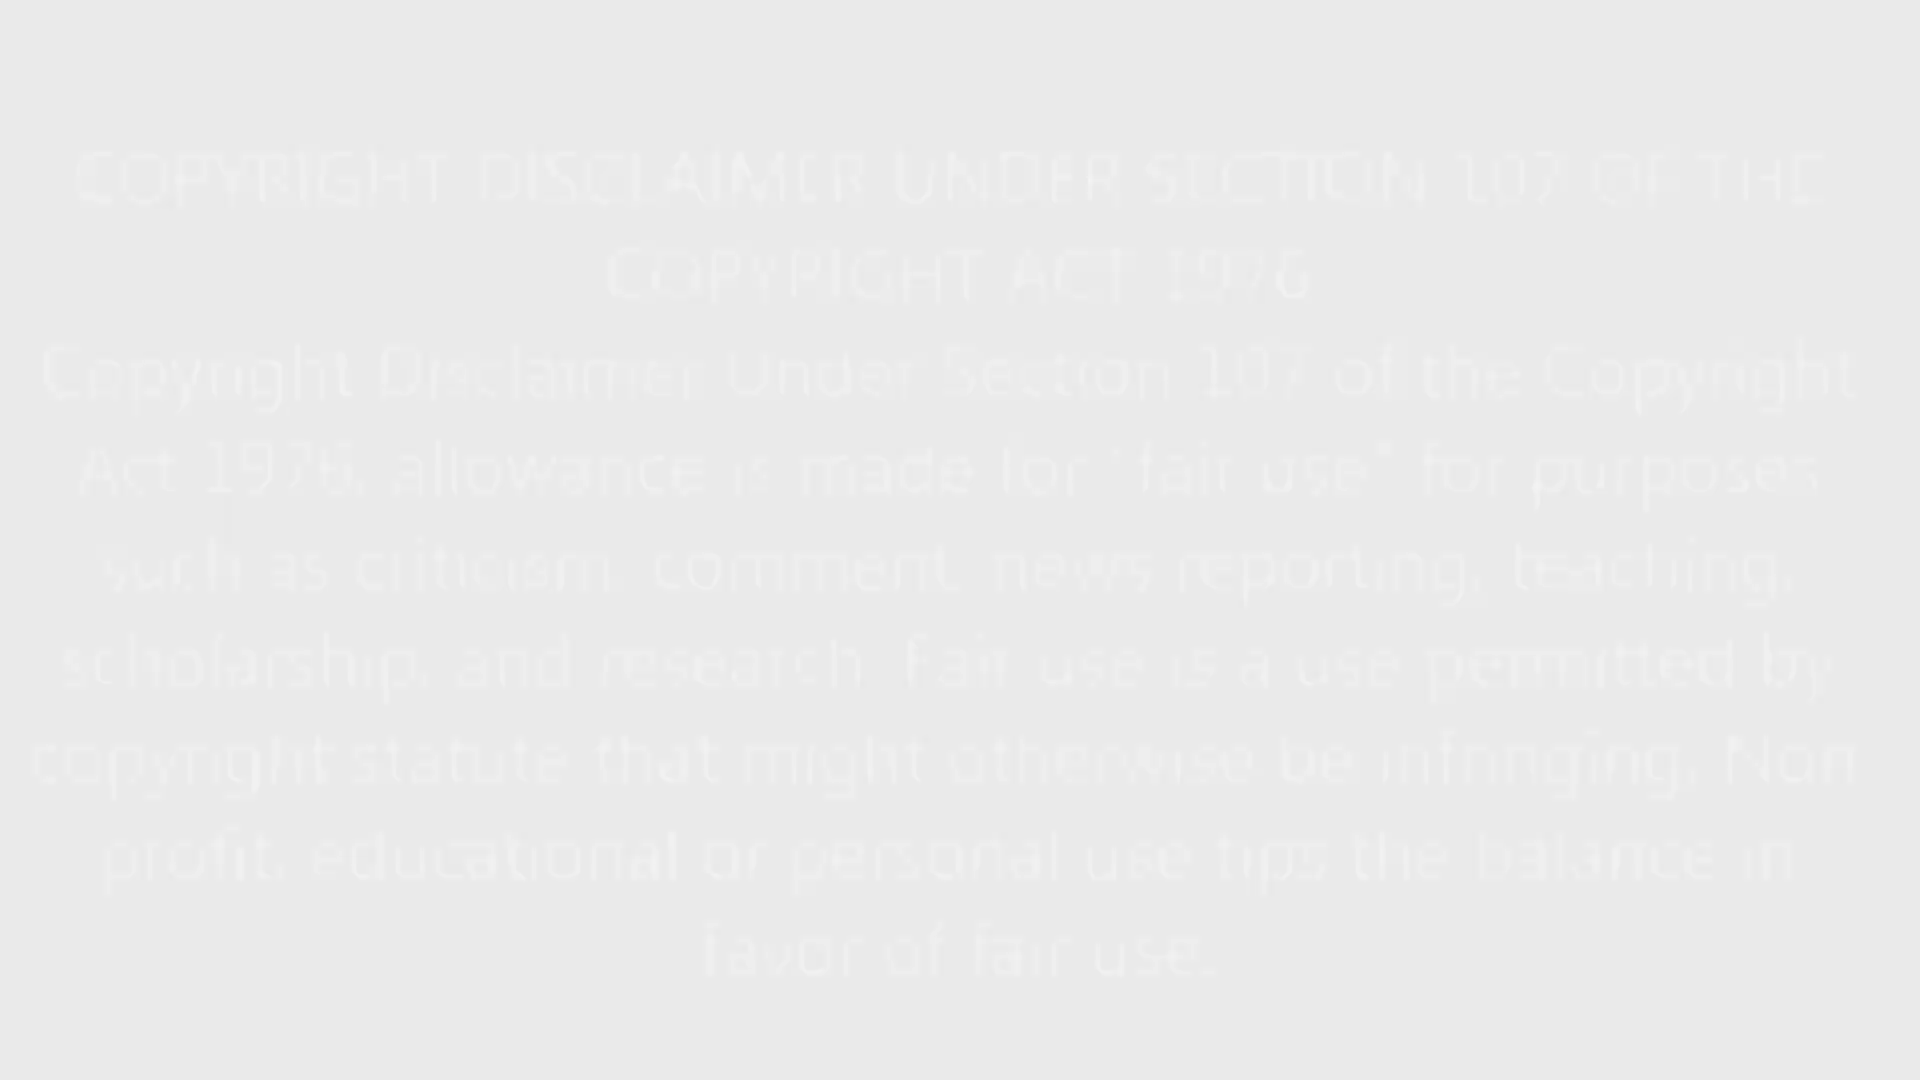 COPYRIGHT DISCLAIMER UNDER SECTION 107 OF THE
COPYRIGHT ACT 1976
Copyright Disclaimer Under Section 107 of the Copyright
Act 1976, allowance is made for "fair use" for purposes
such as criticism, comment, news reporting, teaching,
scholarship, and research. Fair use is a use permitted by
copyright statute that might otherwise be infringing. Non
profit, educational or personal use tips the balance in
favor of fair use.